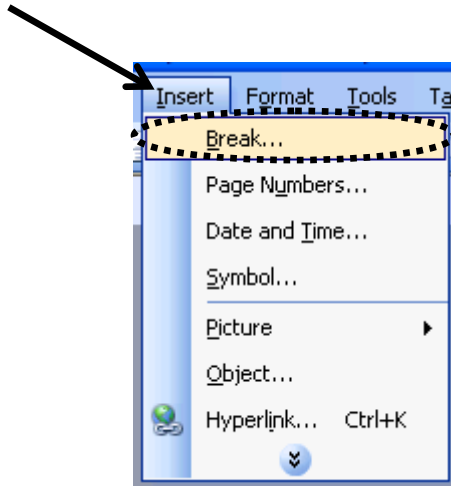 Insert Format Tools
Break...
Page Numbers...
Date and Time...
Symbol...
Picture
Object...
Hyperlink... Ctrl+K